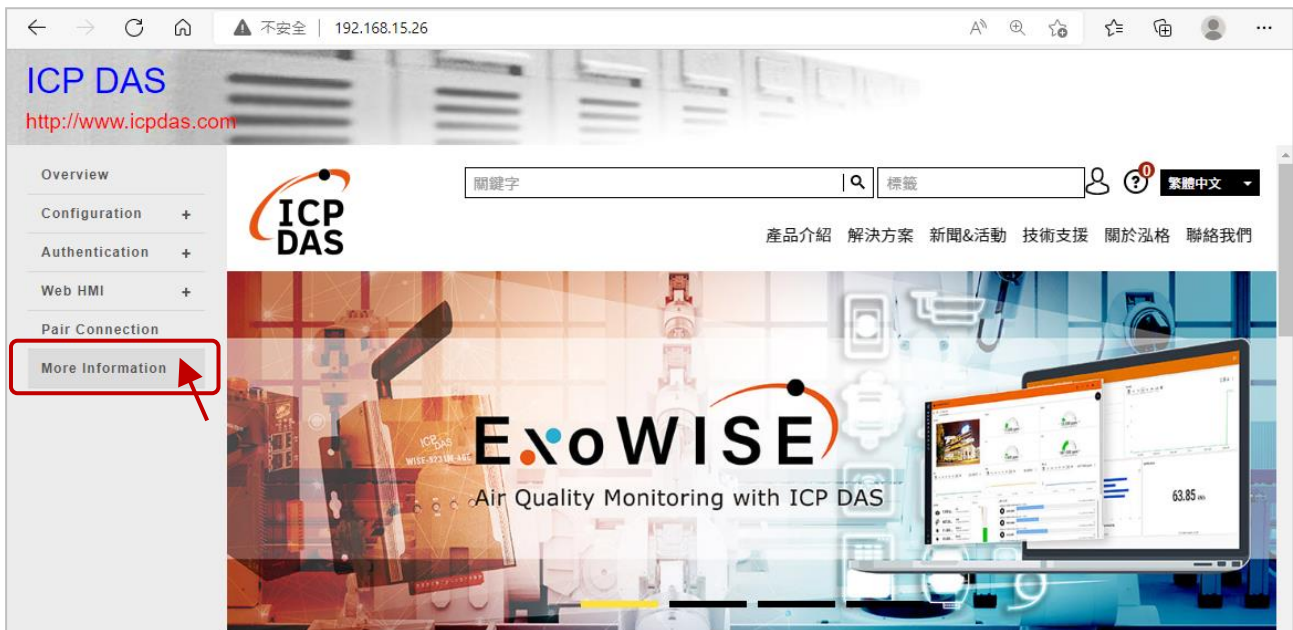 不安全 | 192.168.15.26
ICP DAS
http://www.icpdas.com
Overview
Configuration +
Authentication +
Web HMI +
Pair Connection
More Information
ICP
DAS
關鍵字
標籤
0
繁體中文
產品介紹 解決方案 新聞&活動 技術支援 關於泓格 聯絡我們
ICP DAS
ExoWISE
Air Quality Monitoring with ICP DAS
63.85